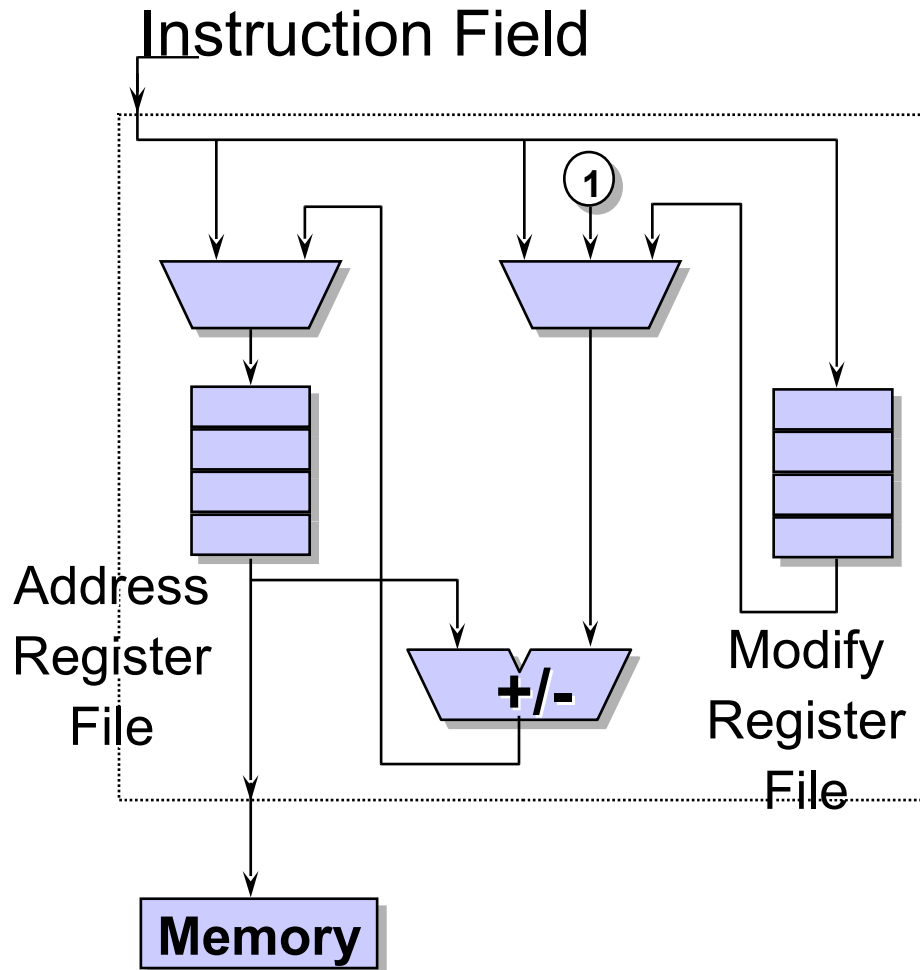 Instruction Field
1
Address
Register
File
+/-
Modify
Register
File
Memory